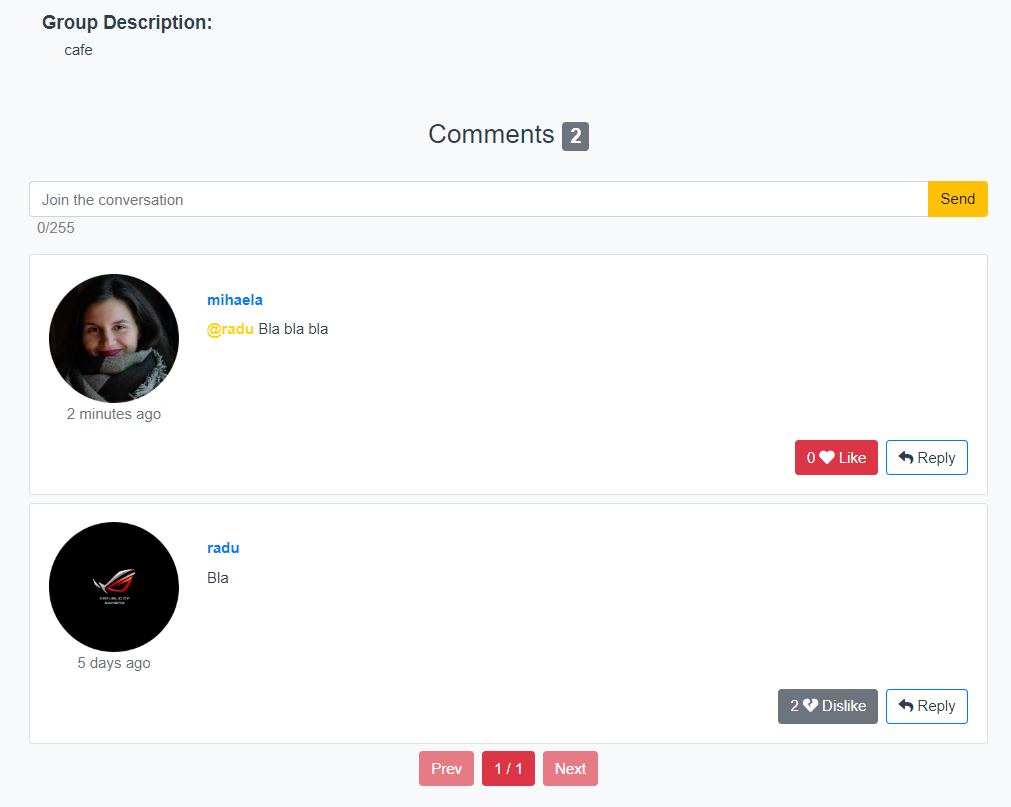 Group Description:
cafe
Comments 2
Join the conversation
Send
0/255
mihaela
@radu Bla bla bla
2 minutes ago
0 Like
Reply
REPUBLIC OF
GAMERS
radu
Bla
5 days ago
2 Dislike
Reply
Prev
1 / 1
Next